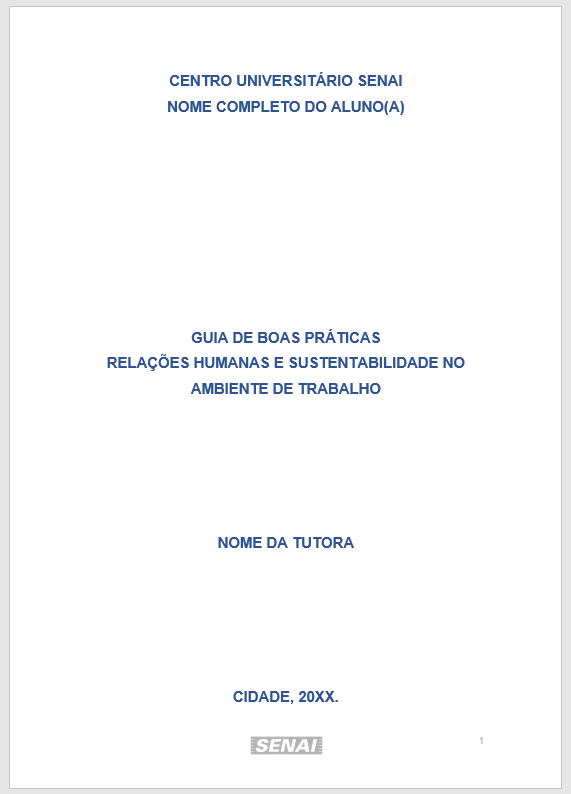 CENTRO UNIVERSITÁRIO SENAI
NOME COMPLETO DO ALUNO(A)
GUIA DE BOAS PRÁTICAS
RELAÇÕES HUMANAS E SUSTENTABILIDADE NO
AMBIENTE DE TRABALHO
NOME DA TUTORA
CIDADE, 20XX.
SENAI
1